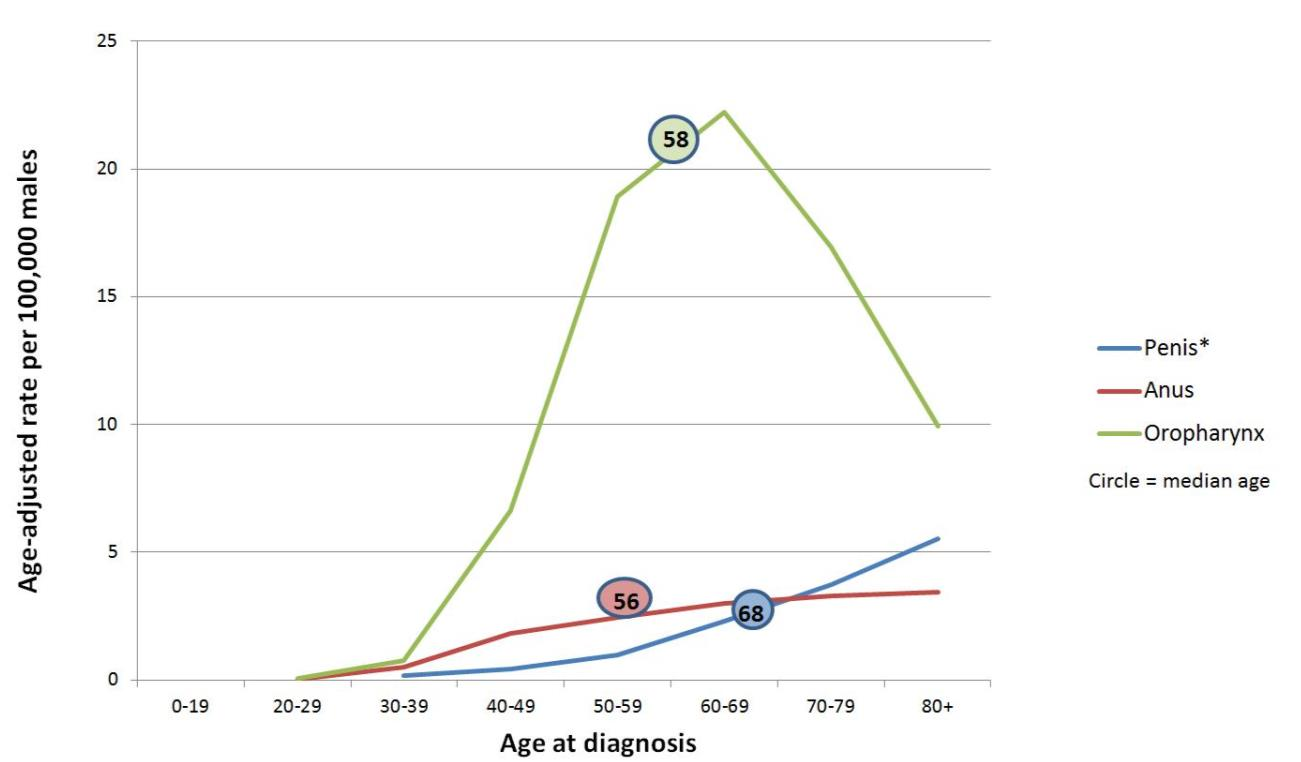 Age-adjusted rate per 100,000 males
25
20
15
10
5
0
58
56
68
0-19 20-29 30-39 40-49 50-59 60-69 70-79 80+
Age at diagnosis
Penis*
Anus
Oropharynx
Circle = median age